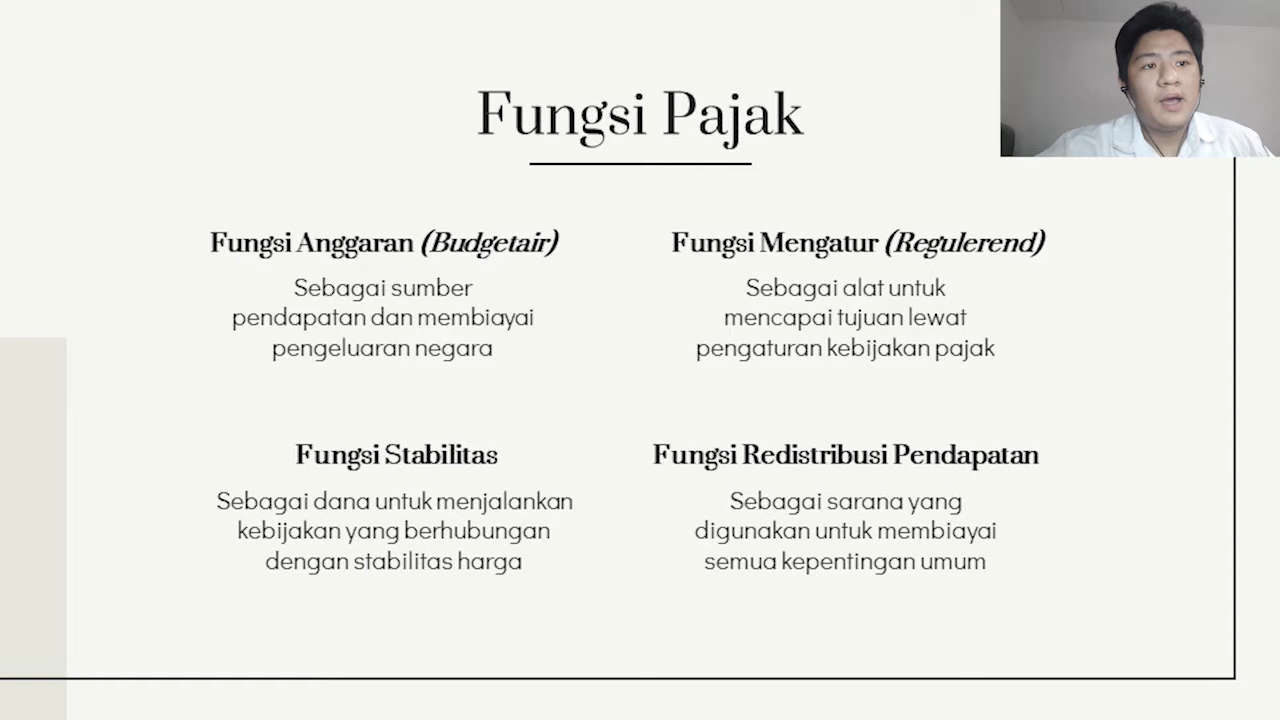 Fungsi Pajak
Fungsi Anggaran (Budgetair)
Sebagai sumber
pendapatan dan membiayai
pengeluaran negara
Fungsi Mengatur (Regulerend)
Sebagai alat untuk
mencapai tujuan lewat
pengaturan kebijakan pajak
Fungsi Stabilitas
Sebagai dana untuk menjalankan
kebijakan yang berhubungan
dengan stabilitas harga
Fungsi Redistribusi Pendapatan
Sebagai sarana yang
digunakan untuk membiayai
semua kepentingan umum